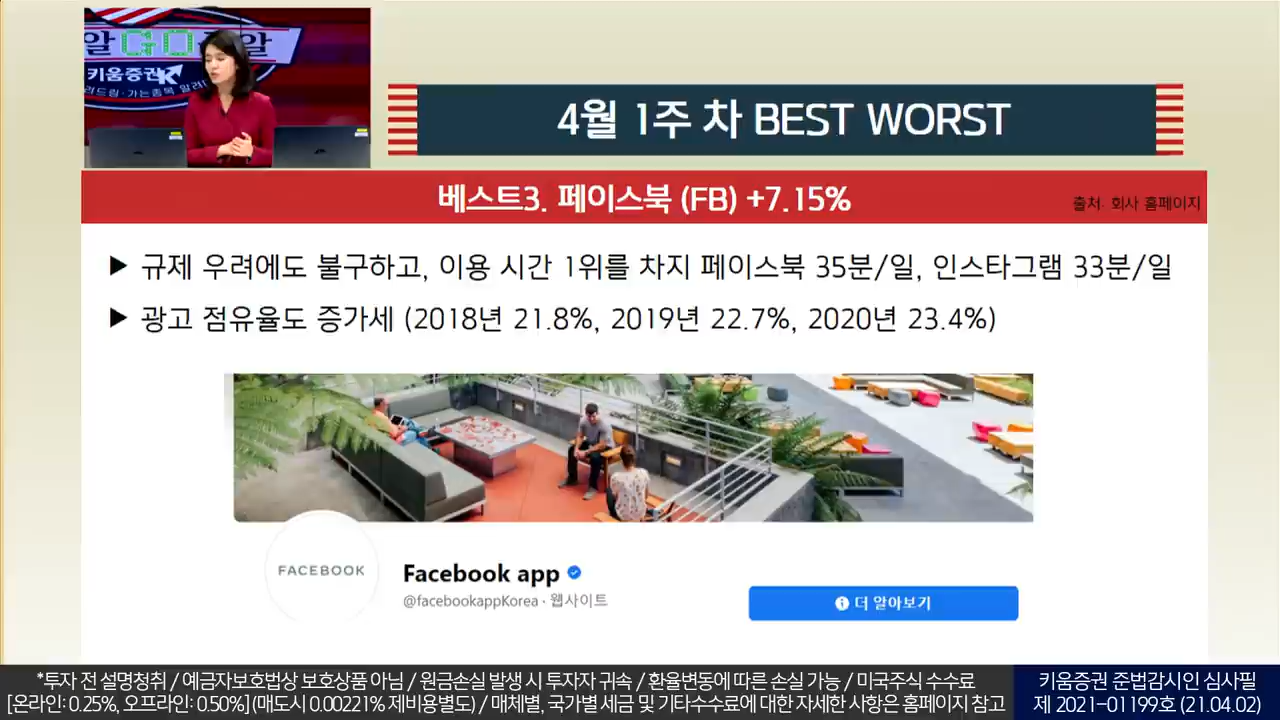 알GO 알
키움증권K
4월 1주 차 BEST WORST
베스트3. 페이스북 (FB) +7.15%
출처: 회사 홈페이지
▶ 규제 우려에도 불구하고, 이용 시간 1위를 차지 페이스북 35분/일, 인스타그램 33분/일
▶ 광고 점유율도 증가세 (2018년 21.8%, 2019년 22.7%, 2020년 23.4%)
FACEBOOK
Facebook app
@facebookappKorea · 웹사이트
더 알아보기
*투자 전 설명청취 / 예금자보호법상 보호상품 아님 / 원금손실 발생 시 투자자 귀속 / 환율변동에 따른 손실 가능 / 미국주식 수수료
[온라인: 0.25%, 오프라인: 0.50%] (매도시 0.00221% 제비용별도) / 매체별, 국가별 세금 및 기타수수료에 대한 자세한 사항은 홈페이지 참고
키움증권 준법감시인 심사필
제 2021-01199호 (21.04.02)